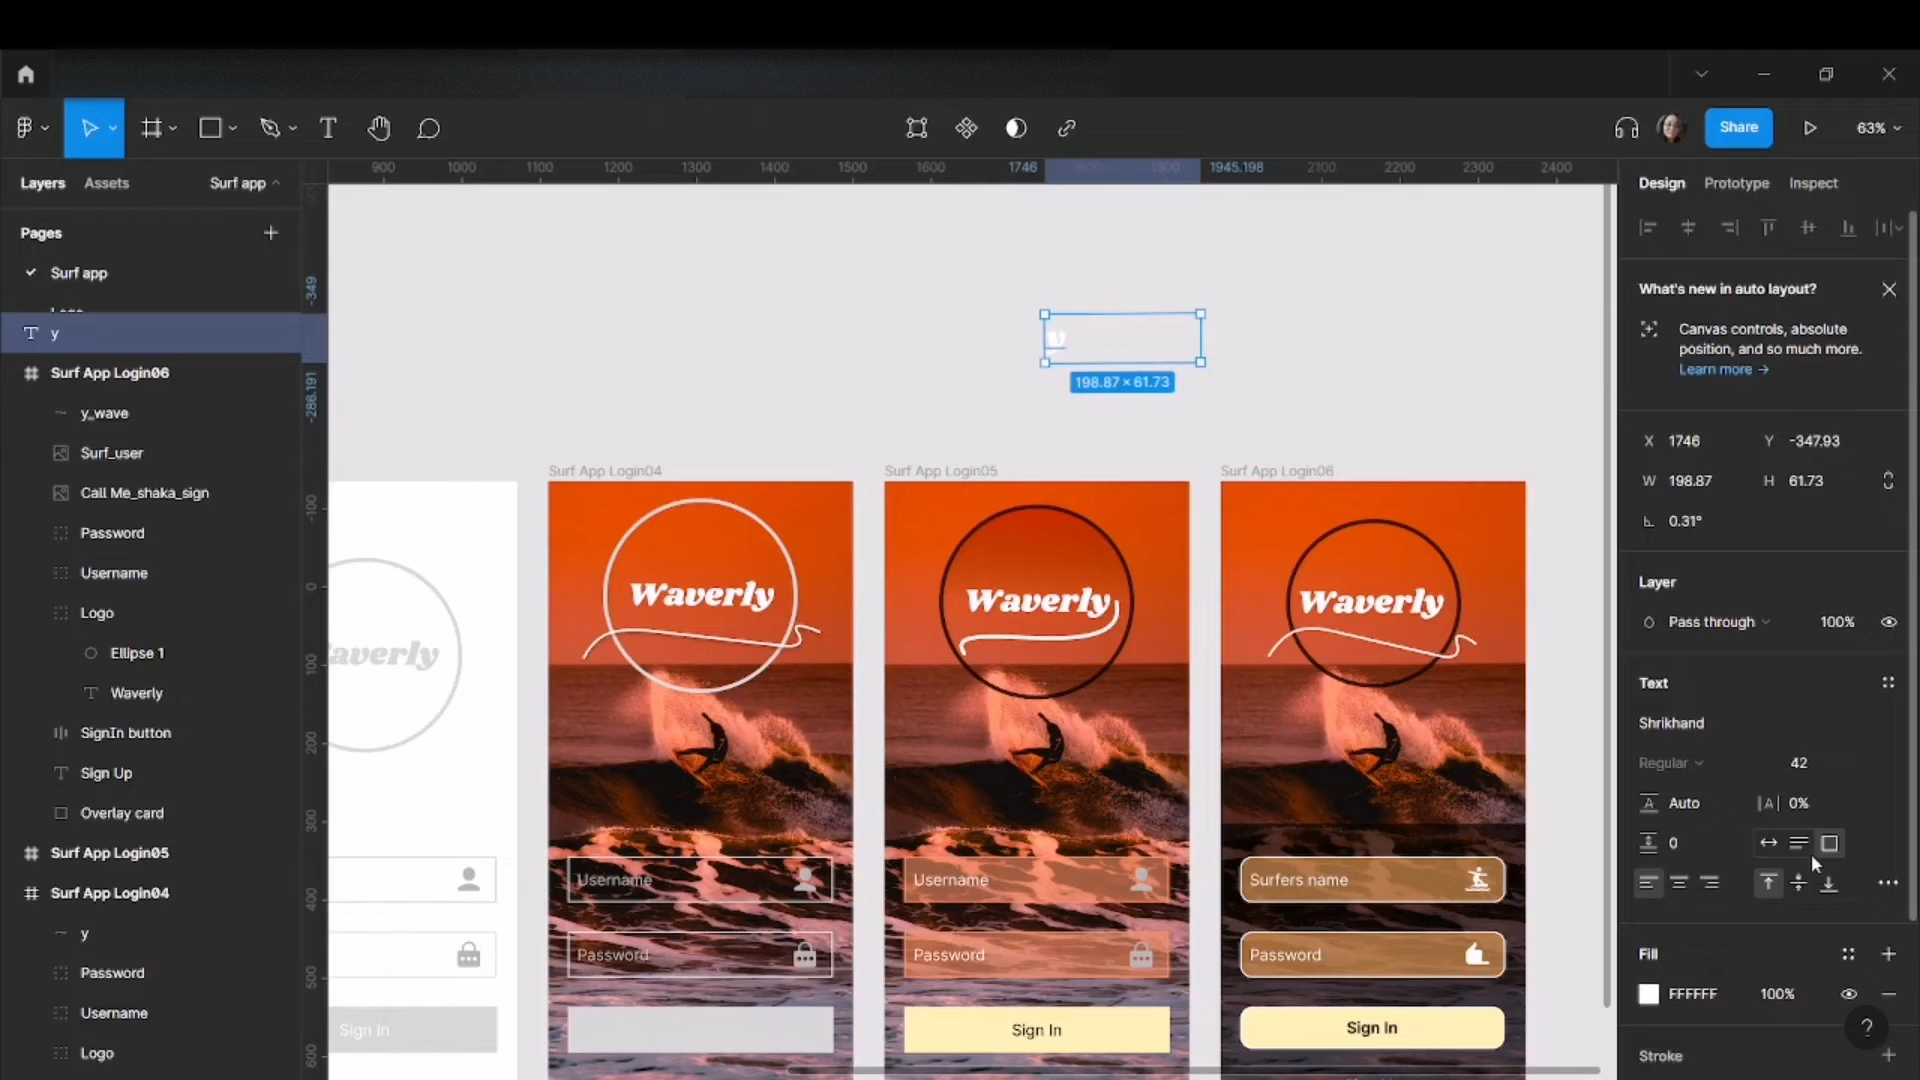 Share
63%
Layers
Assets
Surf app
900
1000
1100
1200
1300
1400
1500
1600
1746
1945.198
2100
2200
2300
2400
Design
Prototype
Inspect
Pages
Surf app
y
Surf App Login06
y_wave
Surf_user
Call Me_shaka_sign
Password
Username
Logo
Ellipse 1
Waverly
SignIn button
Sign Up
Overlay card
Surf App Login05
Surf App Login04
y
Password
Username
Logo
-349
-286.191
-100
0
100
200
300
400
500
600
y
198.87 × 61.73
Surf App Login04
Surf App Login05
Surf App Login06
averly
Sign In
Waverly
Username
Password
Waverly
Username
Password
Sign In
Waverly
Surfers name
Password
Sign In
What's new in auto layout?
Canvas controls, absolute
position, and so much more.
Learn more →
X 1746
Y -347.93
W 198.87
H 61.73
0.31°
Layer
Pass through
100%
Text
Shrikhand
Regular
42
Auto
|A| 0%
0
Fill
FFFFFF
100%
Stroke
?